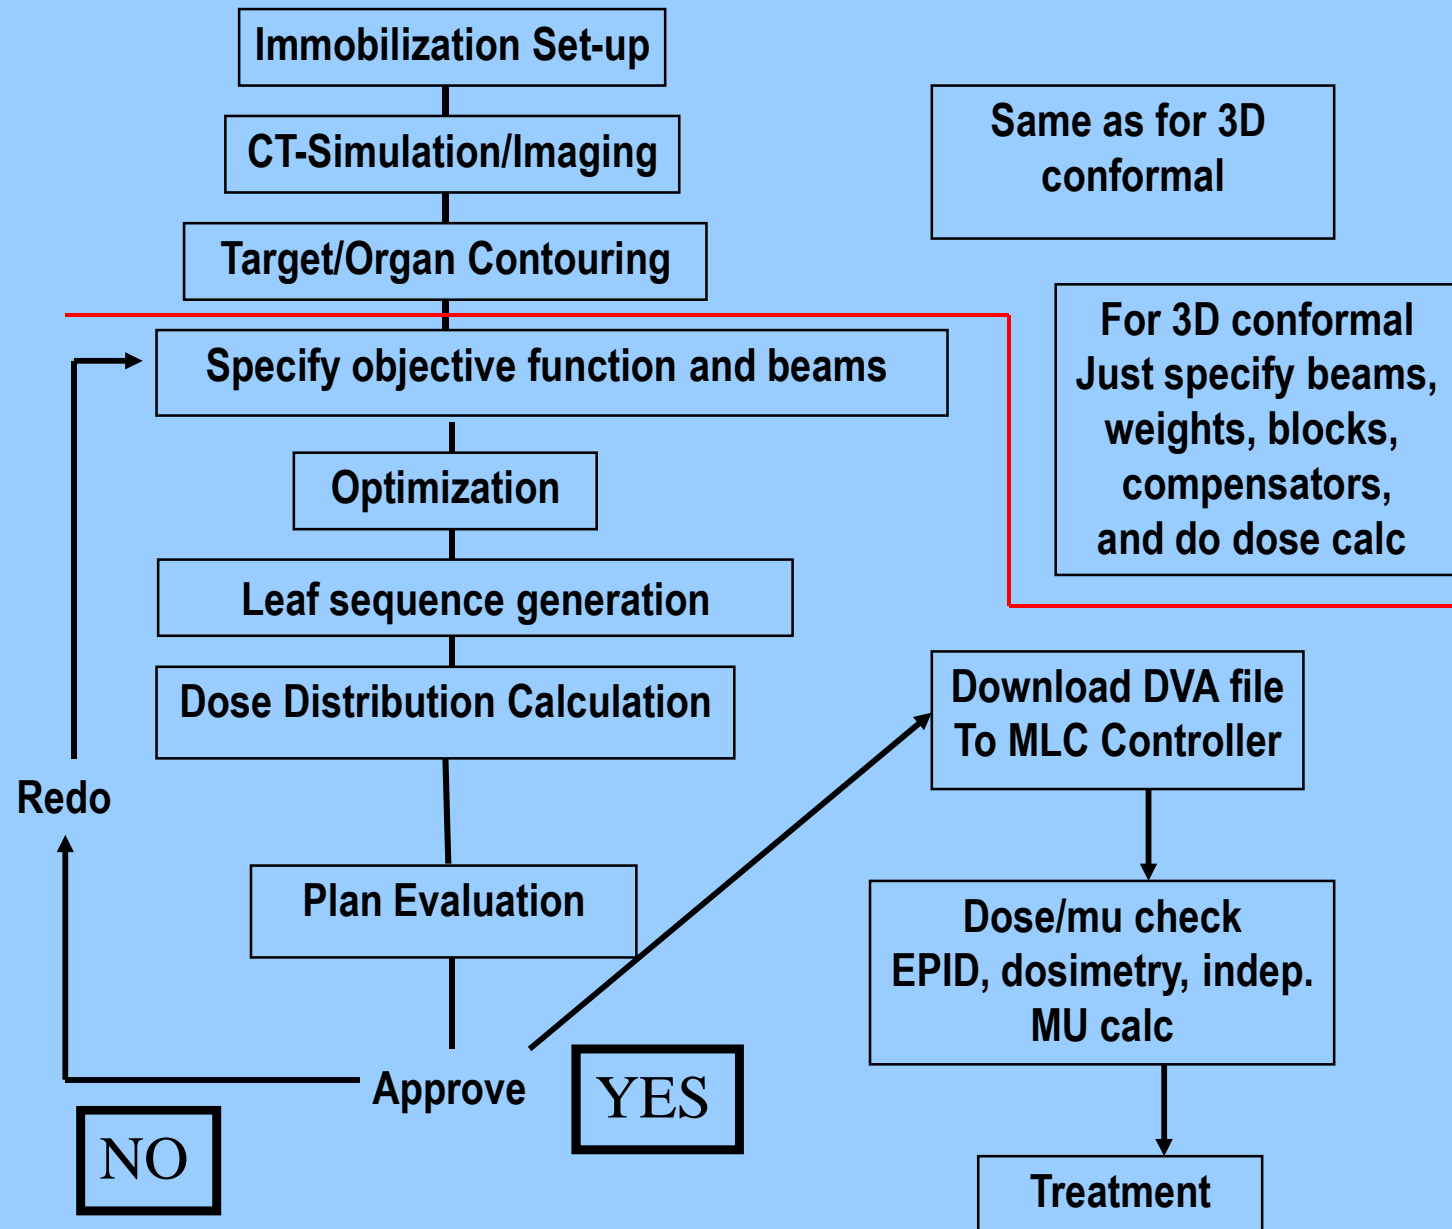 Immobilization Set-up
CT-Simulation/Imaging
Target/Organ Contouring
Same as for 3D
conformal
Specify objective function and beams
For 3D conformal
Just specify beams,
weights, blocks,
compensators,
and do dose calc
Optimization
Leaf sequence generation
Dose Distribution Calculation
Redo
Plan Evaluation
Approve
NO
YES
Download DVA file
To MLC Controller
Dose/mu check
EPID, dosimetry, indep.
MU calc
Treatment